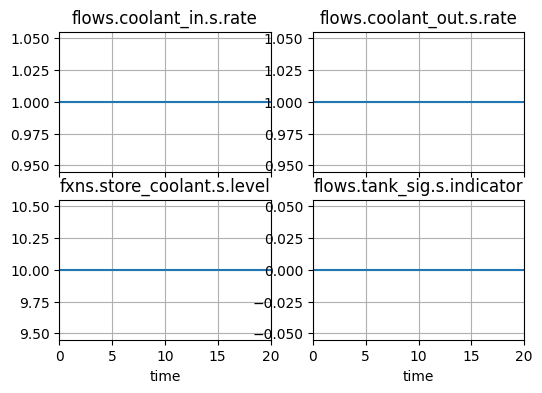 flows.coolant_in.s.rate
1.050
1.025
1.000
0.975
0.950
flows.coolant_out.s.rate
1.050
1.025
1.000
0.975
0.950
fxns.store_coolant.s.level
10.50
10.25
10.00
9.75
9.50
0 5 10 15 20
time
flows.tank_sig.s.indicator
0.050
0.025
0.000
−0.025
−0.050
0 5 10 15 20
time